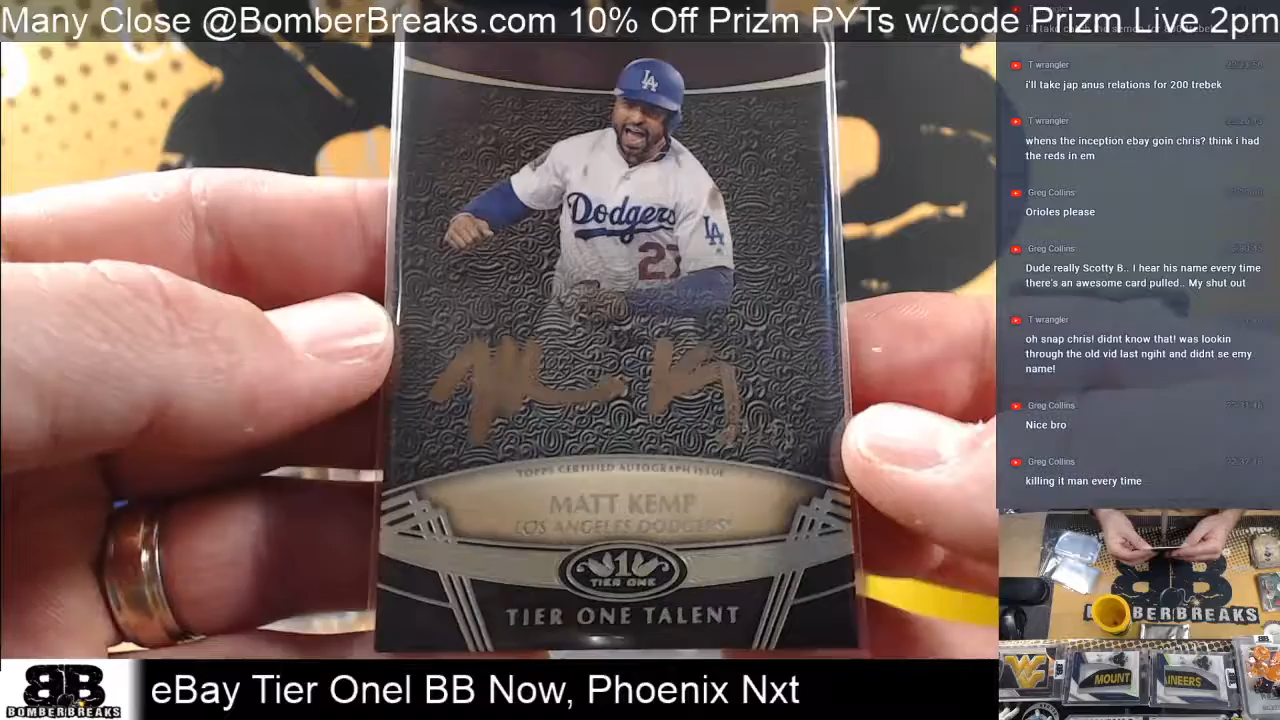 Many Close @BomberBreaks.com 10% Off Prizm PYTs w/code Prizm Live 2pm
T wrangler
i'll take jap anus relations for 200 trebek
T wrangler
whens the inception ebay goin chris? think i had
the reds in em
Greg Collins
Orioles please
Greg Collins
Dude really Scotty B.. I hear his name every time
there's an awesome card pulled.. My shut out
T wrangler
oh snap chris! didnt know that! was lookin
through the old vid last ngiht and didnt se emy
name!
Greg Collins
Nice bro
Greg Collins
killing it man every time
LA
Dodgers
LA
27
TOPPS CERTIFIED AUTOGRAPH ISSUE
MATT KEMP
LOS ANGELES DODGERS
1
TIER ONE
TIER ONE TALENT
BB
BOMBERBREAKS
MOUNT
AINEERS
BB
BOMBERBREAKS
eBay Tier One! BB Now, Phoenix Nxt